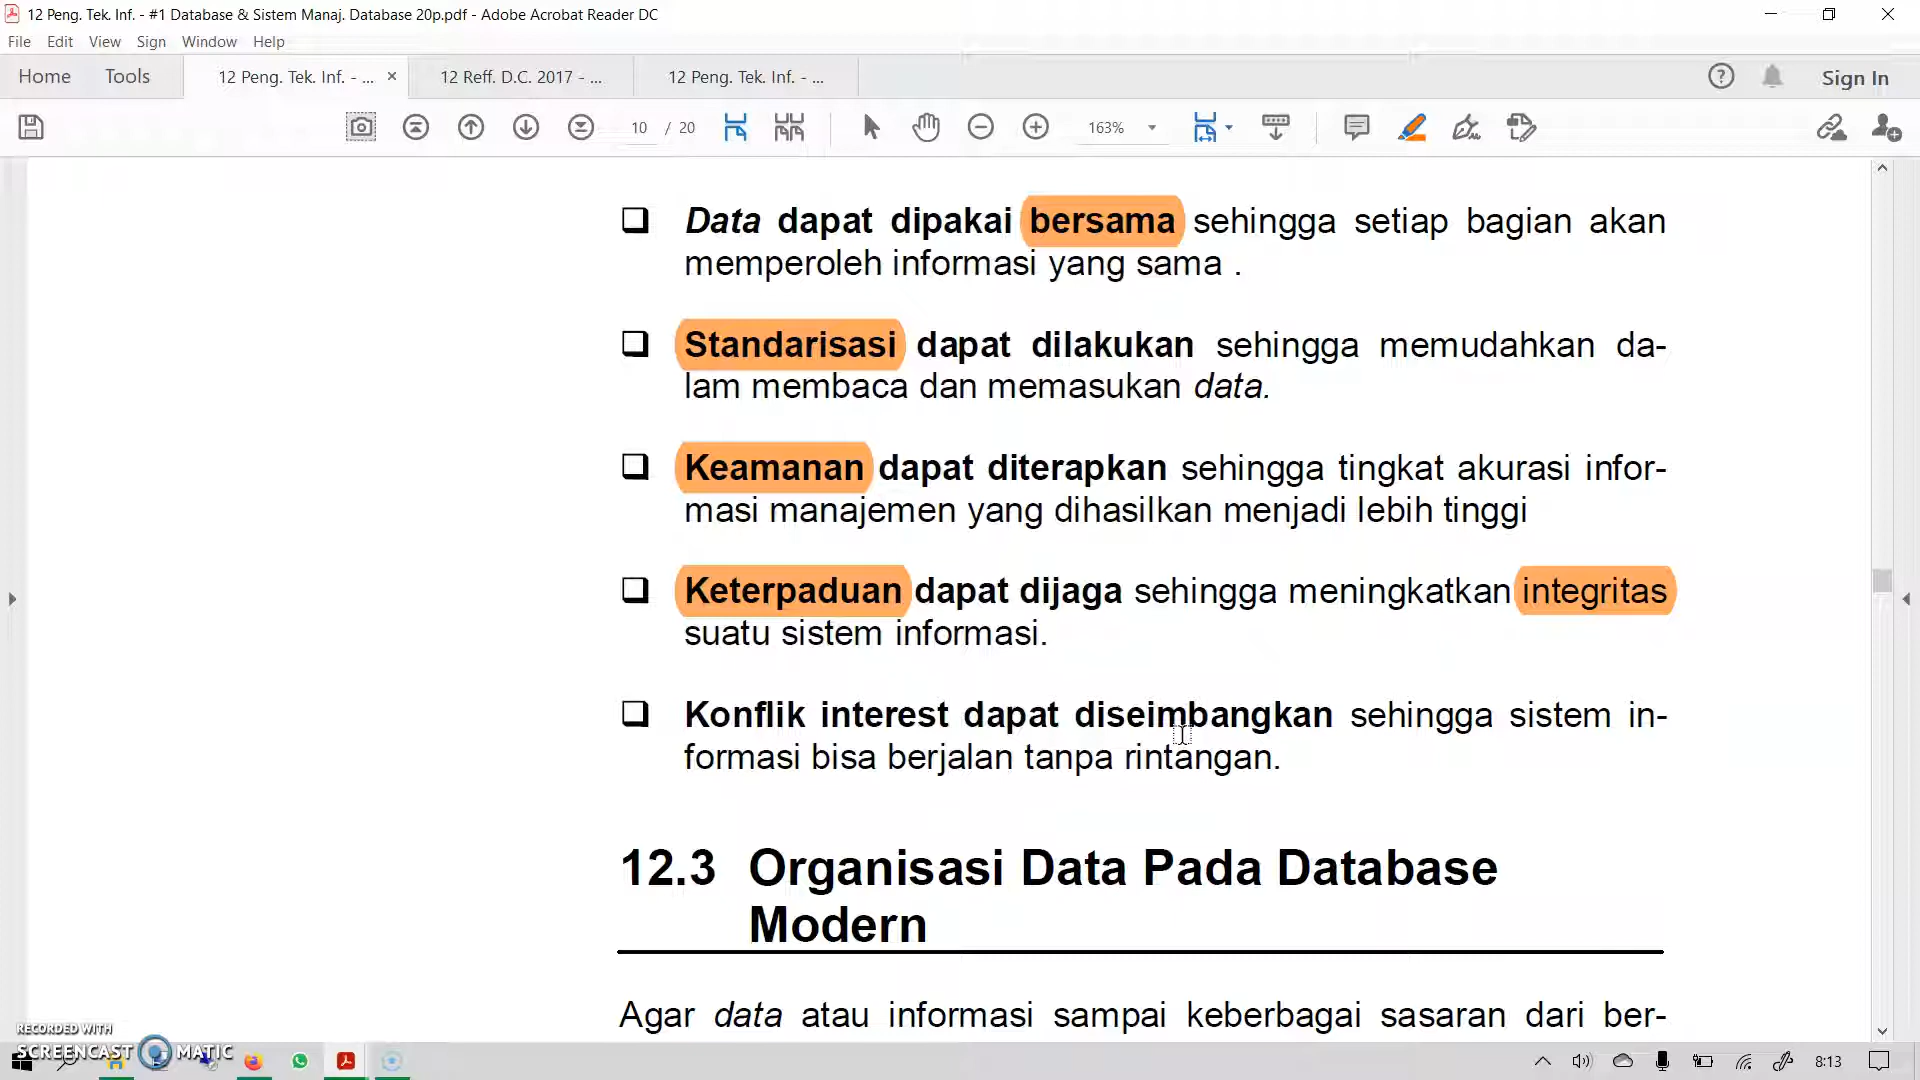 12 Peng. Tek. Inf. - #1 Database & Sistem Manaj. Database 20p.pdf - Adobe Acrobat Reader DC
File Edit View Sign Window Help
Home Tools 12 Peng. Tek. Inf. - ... 12 Reff. D.C. 2017 - ... 12 Peng. Tek. Inf. - ... Sign In
10 / 20 163%
Data dapat dipakai bersama sehingga setiap bagian akan
memperoleh informasi yang sama .
Standarisasi dapat dilakukan sehingga memudahkan da-
lam membaca dan memasukan data.
Keamanan dapat diterapkan sehingga tingkat akurasi infor-
masi manajemen yang dihasilkan menjadi lebih tinggi
Keterpaduan dapat dijaga sehingga meningkatkan integritas
suatu sistem informasi.
Konflik interest dapat diseimbangkan sehingga sistem in-
formasi bisa berjalan tanpa rintangan.
12.3 Organisasi Data Pada Database
Modern
Agar data atau informasi sampai keberbagai sasaran dari ber-
RECORDED WITH
SCREENCAST MATIC
8:13